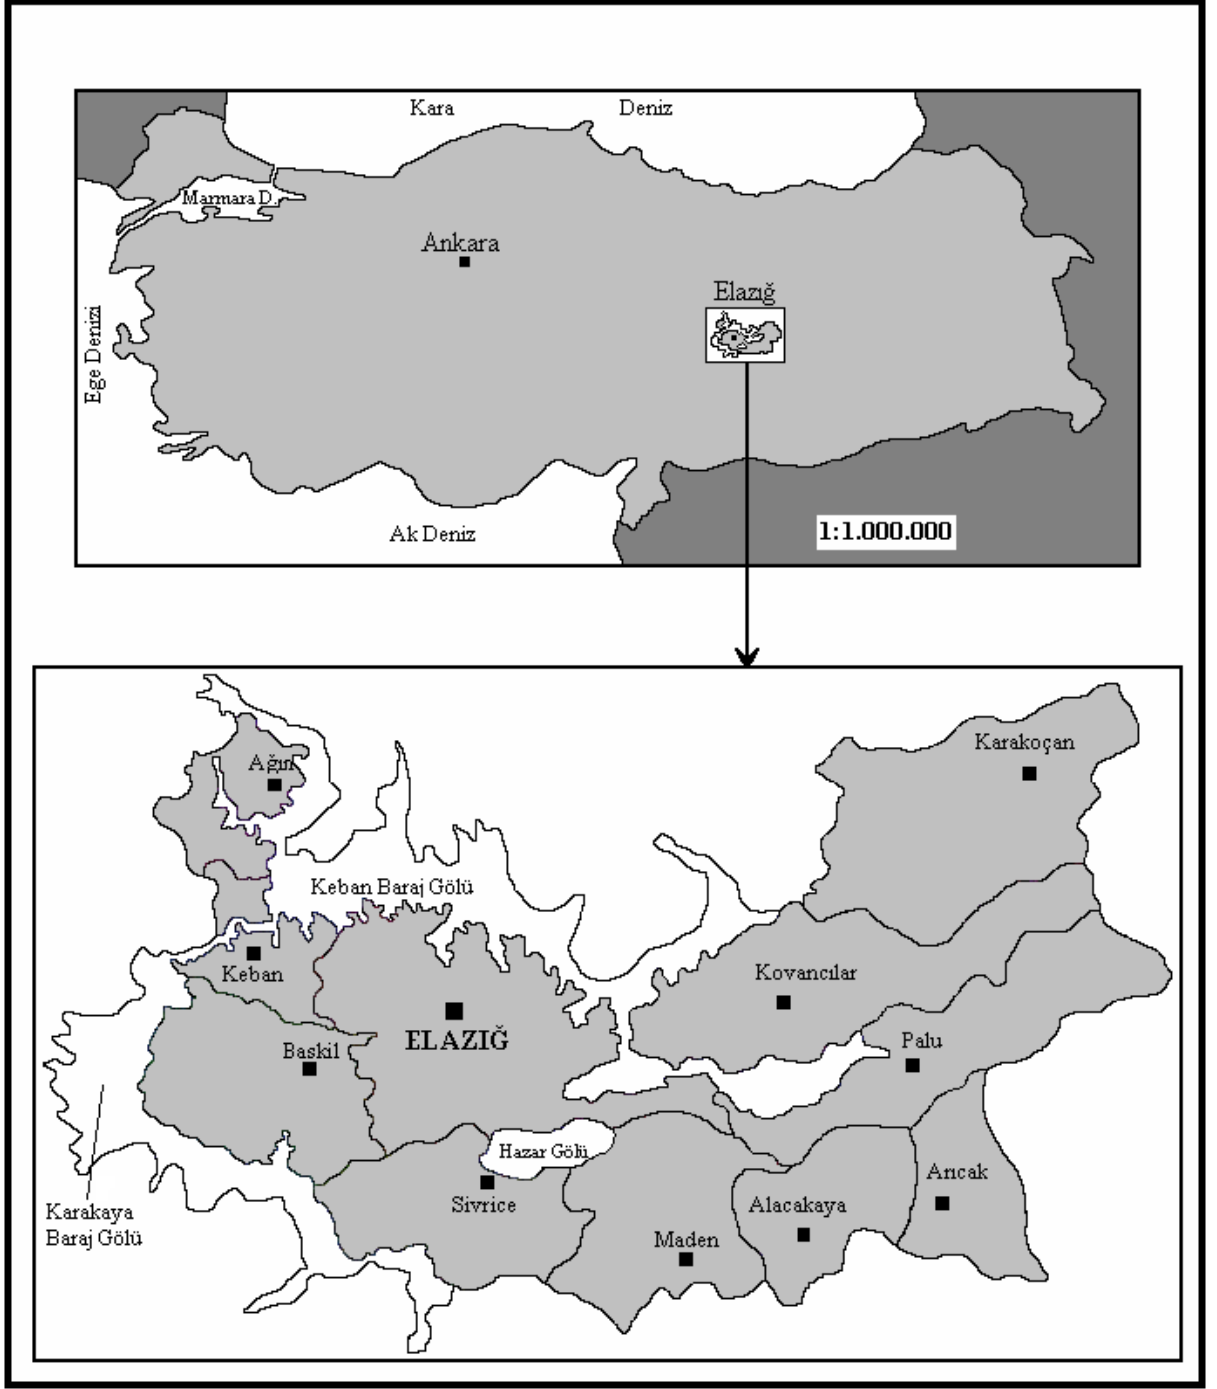 Kara Deniz
Marmara D.
Ankara
Elazığ
Ege Denizi
Ak Deniz
1:1.000.000
Karakoçan
Ağın
Keban Baraj Gölü
Keban
Kovancılar
ELAZIĞ
Baskil
Palu
Hazar Gölü
Arıcak
Sivrice
Alacakaya
Karakaya
Baraj Gölü
Maden